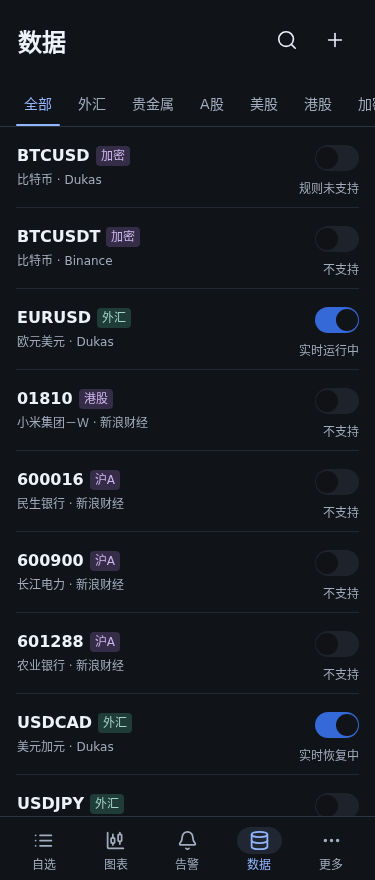 数据
全部 外汇 贵金属 A股 美股 港股 加密
BTCUSD 加密
比特币 · Dukas
规则未支持
BTCUSDT 加密
比特币 · Binance
不支持
EURUSD 外汇
欧元美元 · Dukas
实时运行中
01810 港股
小米集团－W · 新浪财经
不支持
600016 沪A
民生银行 · 新浪财经
不支持
600900 沪A
长江电力 · 新浪财经
不支持
601288 沪A
农业银行 · 新浪财经
不支持
USDCAD 外汇
美元加元 · Dukas
实时恢复中
USDJPY 外汇
自选 图表 告警 数据 更多